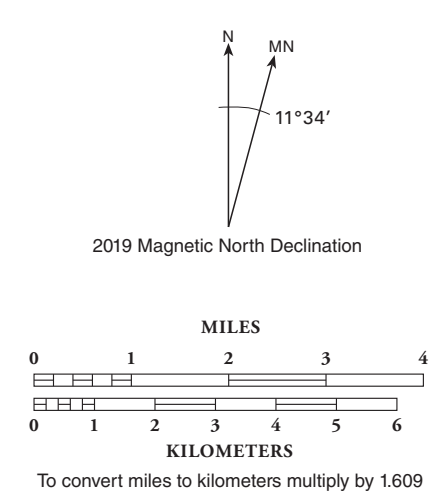 N
MN
11°34′
2019 Magnetic North Declination
MILES
0 1 2 3 4
0 1 2 3 4 5 6
KILOMETERS
To convert miles to kilometers multiply by 1.609